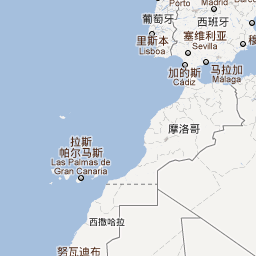 Porto
Madrid
葡萄牙
西班牙
里斯本
Lisboa
塞维利亚
Sevilla
穆
加的斯
Cádiz
马拉加
Málaga
摩洛哥
拉斯
帕尔马斯
Las Palmas de
Gran Canaria
西撒哈拉
努瓦迪布